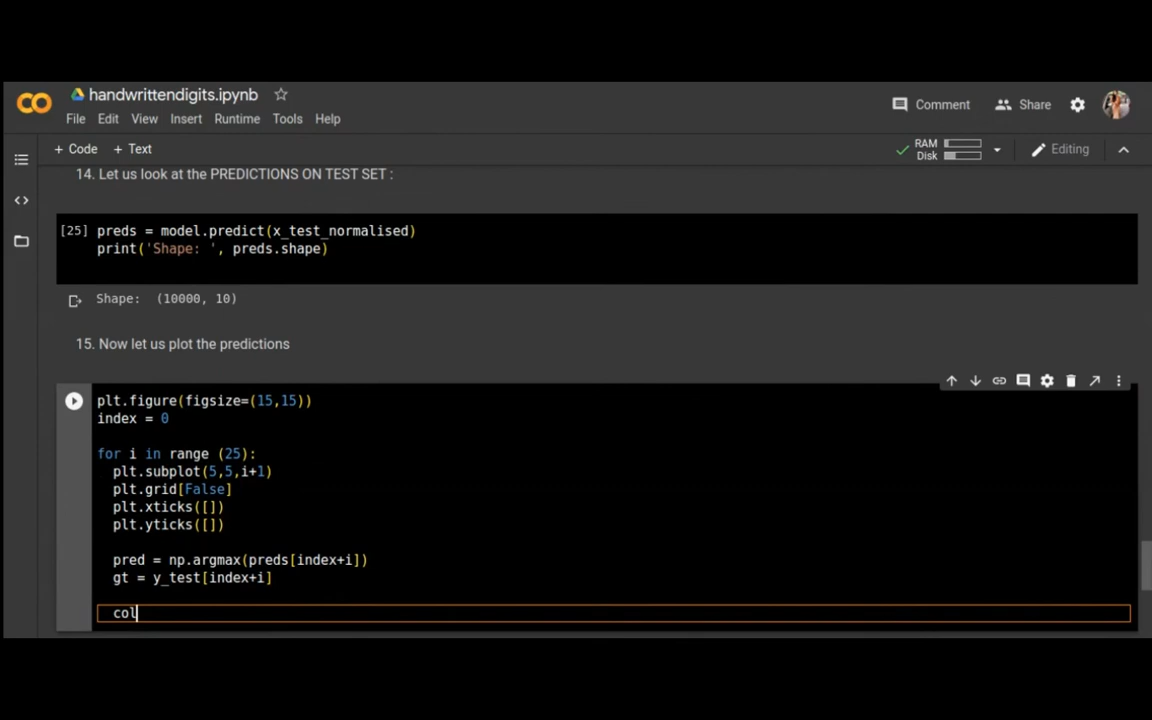 handwrittendigits.ipynb
Comment
Share
File Edit View Insert Runtime Tools Help
+ Code + Text
RAM
Disk
Editing
14. Let us look at the PREDICTIONS ON TEST SET :
[25] preds = model.predict(x_test_normalised)
print('Shape: ', preds.shape)
Shape: (10000, 10)
15. Now let us plot the predictions
plt.figure(figsize=(15,15))
index = 0
for i in range (25):
plt.subplot(5,5,i+1)
plt.grid[False]
plt.xticks([])
plt.yticks([])
pred = np.argmax(preds[index+i])
gt = y_test[index+i]
col